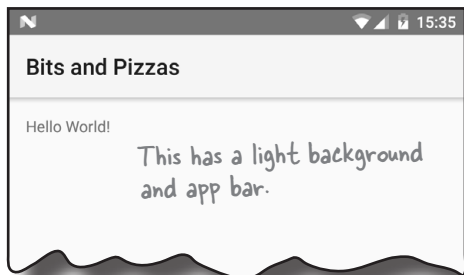 15:35
Bits and Pizzas
Hello World!
This has a light background
and app bar.